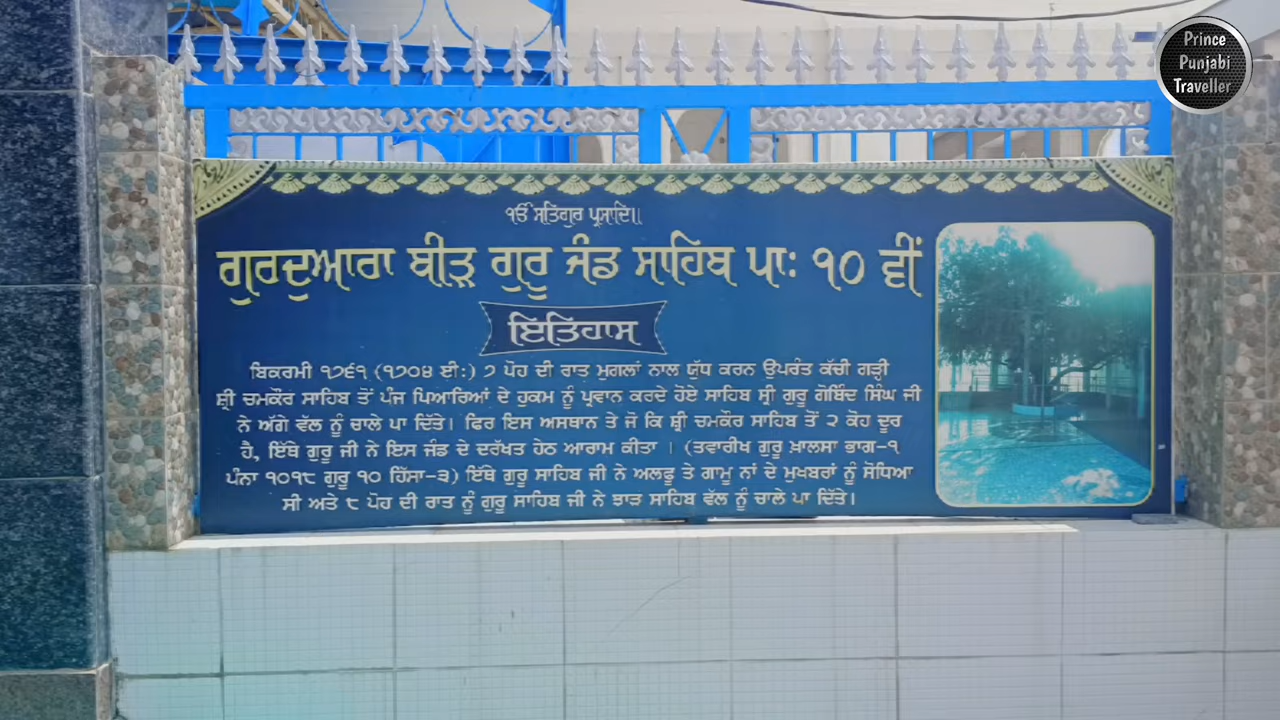 ੴ ਸਤਿਗੁਰ ਪ੍ਰਸਾਦਿ।।
ਗੁਰਦੁਆਰਾ ਬੀੜ ਗੁਰੂ ਜੰਡ ਸਾਹਿਬ ਪਾ: ੧੦ ਵੀਂ
ਇਤਿਹਾਸ
ਬਿਕਰਮੀ ੧੭੬੧ (੧੭੦੪ ਈ:) ੭ ਪੋਹ ਦੀ ਰਾਤ ਮੁਗਲਾਂ ਨਾਲ ਯੁੱਧ ਕਰਨ ਉਪਰੰਤ ਕੱਚੀ ਗੜ੍ਹੀ
ਸ਼੍ਰੀ ਚਮਕੌਰ ਸਾਹਿਬ ਤੋਂ ਪੰਜ ਪਿਆਰਿਆਂ ਦੇ ਹੁਕਮ ਨੂੰ ਪ੍ਰਵਾਨ ਕਰਦੇ ਹੋਏ ਸਾਹਿਬ ਸ੍ਰੀ ਗੁਰੂ ਗੋਬਿੰਦ ਸਿੰਘ ਜੀ
ਨੇ ਅੱਗੇ ਵੱਲ ਨੂੰ ਚਾਲੇ ਪਾ ਦਿੱਤੇ। ਫਿਰ ਇਸ ਅਸਥਾਨ ਤੇ ਜੋ ਕਿ ਸ਼੍ਰੀ ਚਮਕੌਰ ਸਾਹਿਬ ਤੋਂ ੨ ਕੋਹ ਦੂਰ
ਹੈ, ਇੱਥੇ ਗੁਰੂ ਜੀ ਨੇ ਇਸ ਜੰਡ ਦੇ ਦਰੱਖਤ ਹੇਠ ਆਰਾਮ ਕੀਤਾ । (ਤਵਾਰੀਖ ਗੁਰੂ ਖ਼ਾਲਸਾ ਭਾਗ-੧
ਪੰਨਾ ੧੦੧੮ ਗੁਰੂ ੧੦ ਹਿੱਸਾ-੩) ਇੱਥੇ ਗੁਰੂ ਸਾਹਿਬ ਜੀ ਨੇ ਅਲਫੂ ਤੇ ਗਾਮੂ ਨਾਂ ਦੇ ਮੁਖਬਰਾਂ ਨੂੰ ਸੋਧਿਆ
ਸੀ ਅਤੇ ੮ ਪੋਹ ਦੀ ਰਾਤ ਨੂੰ ਗੁਰੂ ਸਾਹਿਬ ਜੀ ਨੇ ਝਾੜ ਸਾਹਿਬ ਵੱਲ ਨੂੰ ਚਾਲੇ ਪਾ ਦਿੱਤੇ।
Prince
Punjabi
Traveller